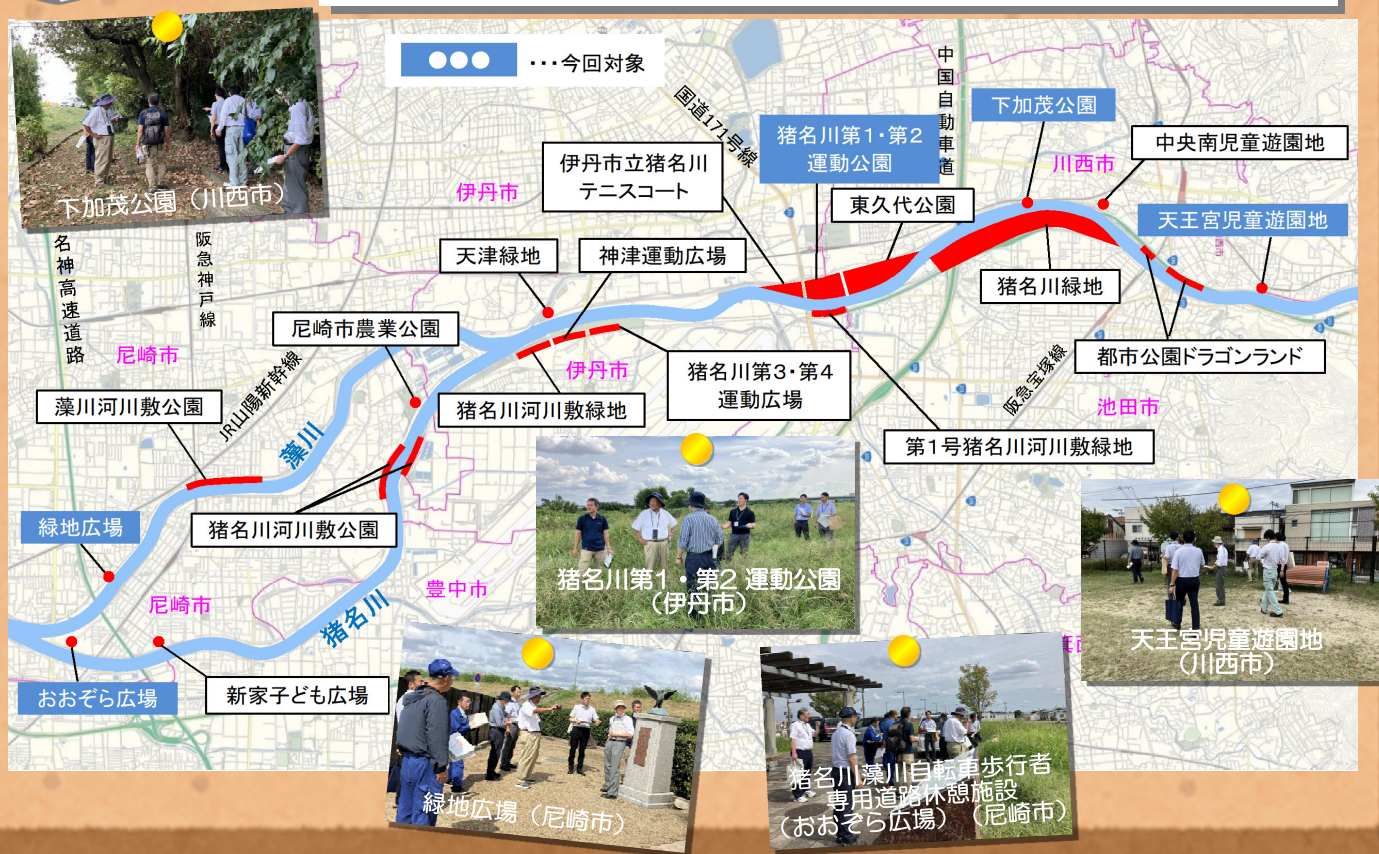 ●●● ・・・今回対象
下加茂公園（川西市）
名神高速道路
阪急神戸線
国道171号線
中国自動車道
伊丹市
伊丹市立猪名川
テニスコート
猪名川第1・第2
運動公園
下加茂公園
川西市
中央南児童遊園地
東久代公園
天王宮児童遊園地
天津緑地
神津運動広場
猪名川緑地
尼崎市農業公園
尼崎市
JR山陽新幹線
伊丹市
猪名川第3・第4
運動広場
阪急宝塚線
都市公園ドラゴンランド
藻川河川敷公園
藻川
猪名川河川敷緑地
池田市
第1号猪名川河川敷緑地
緑地広場
猪名川河川敷公園
猪名川第1・第2 運動公園
（伊丹市）
尼崎市
豊中市
猪名川
天王宮児童遊園地
（川西市）
おおぞら広場
新家子ども広場
緑地広場（尼崎市）
猪名川藻川自転車歩行者
専用道路休憩施設
（おおぞら広場）（尼崎市）